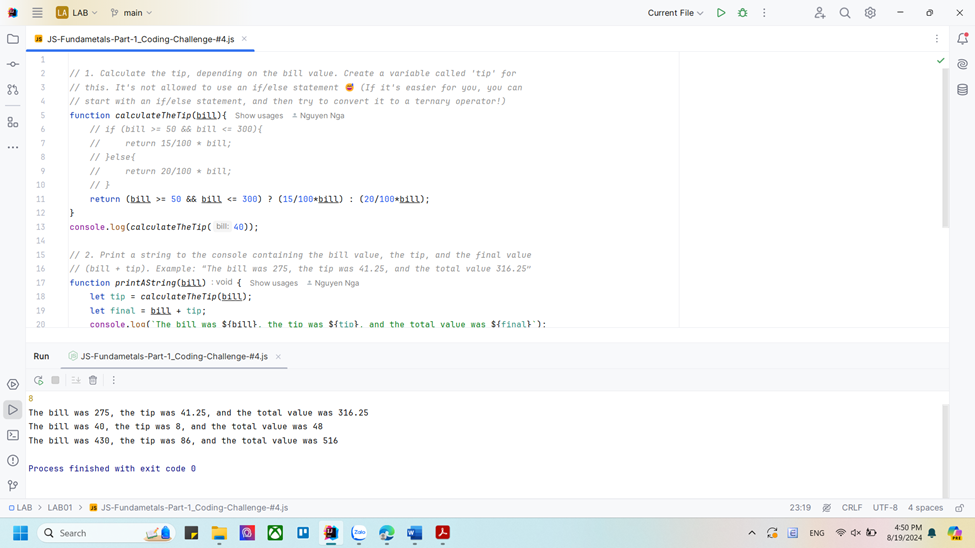 LA LAB main Current File
JS-Fundametals-Part-1_Coding-Challenge-#4.js
1
2 // 1. Calculate the tip, depending on the bill value. Create a variable called 'tip' for
3 // this. It's not allowed to use an if/else statement 😅 (If it's easier for you, you can
4 // start with an if/else statement, and then try to convert it to a ternary operator!)
5 function calculateTheTip(bill){ Show usages Nguyen Nga
6 // if (bill >= 50 && bill <= 300){
7 // return 15/100 * bill;
8 // }else{
9 // return 20/100 * bill;
10 // }
11 return (bill >= 50 && bill <= 300) ? (15/100*bill) : (20/100*bill);
12 }
13 console.log(calculateTheTip( bill: 40));
14
15 // 2. Print a string to the console containing the bill value, the tip, and the final value
16 // (bill + tip). Example: "The bill was 275, the tip was 41.25, and the total value 316.25"
17 function printAString(bill) : void { Show usages Nguyen Nga
18 let tip = calculateTheTip(bill);
19 let final = bill + tip;
20 console.log(`The bill was ${bill}, the tip was ${tip}, and the total value was ${final}`);
Run JS-Fundametals-Part-1_Coding-Challenge-#4.js
8
The bill was 275, the tip was 41.25, and the total value was 316.25
The bill was 40, the tip was 8, and the total value was 48
The bill was 430, the tip was 86, and the total value was 516
Process finished with exit code 0
LAB > LAB01 > JS JS-Fundametals-Part-1_Coding-Challenge-#4.js 23:19 CRLF UTF-8 4 spaces
Search Zalo ENG 4:50 PM
8/19/2024